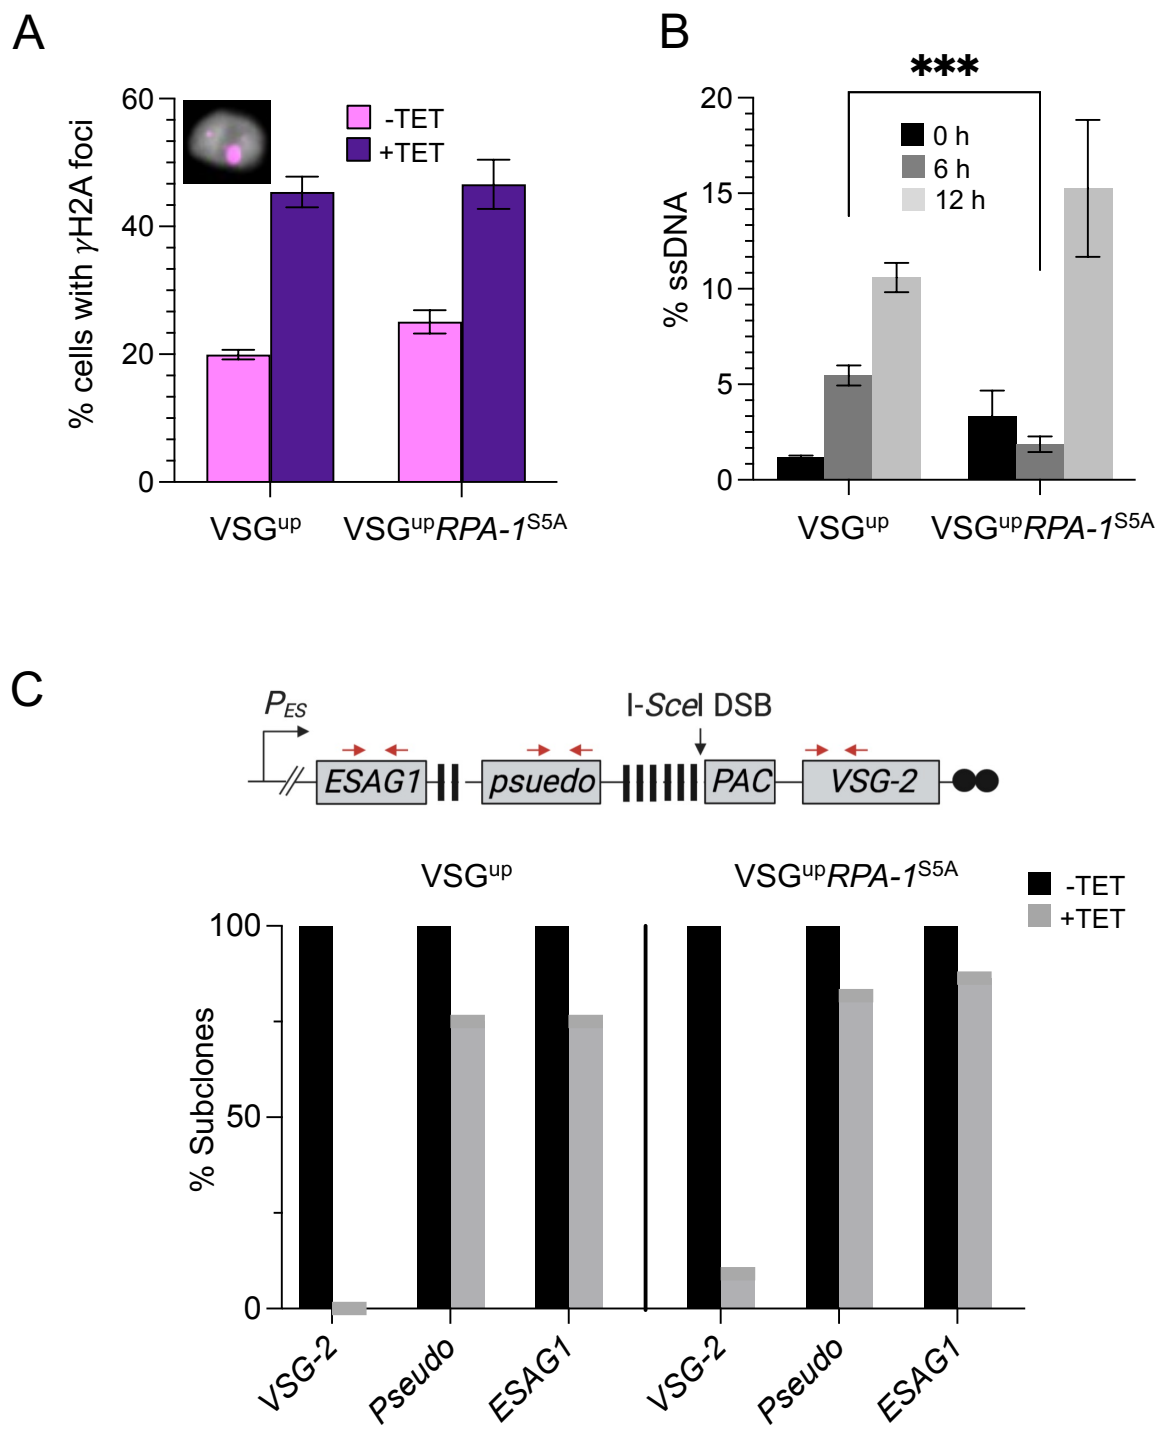 A
60
40
20
0
% cells with γH2A foci
-TET
+TET
VSGup
VSGupRPA-1S5A
B
***
20
15
10
5
0
% ssDNA
0 h
6 h
12 h
VSGup
VSGupRPA-1S5A
C
PES
I-SceI DSB
ESAG1
psuedo
PAC
VSG-2
VSGup
VSGupRPA-1S5A
-TET
+TET
100
50
0
% Subclones
VSG-2
Pseudo
ESAG1
VSG-2
Pseudo
ESAG1